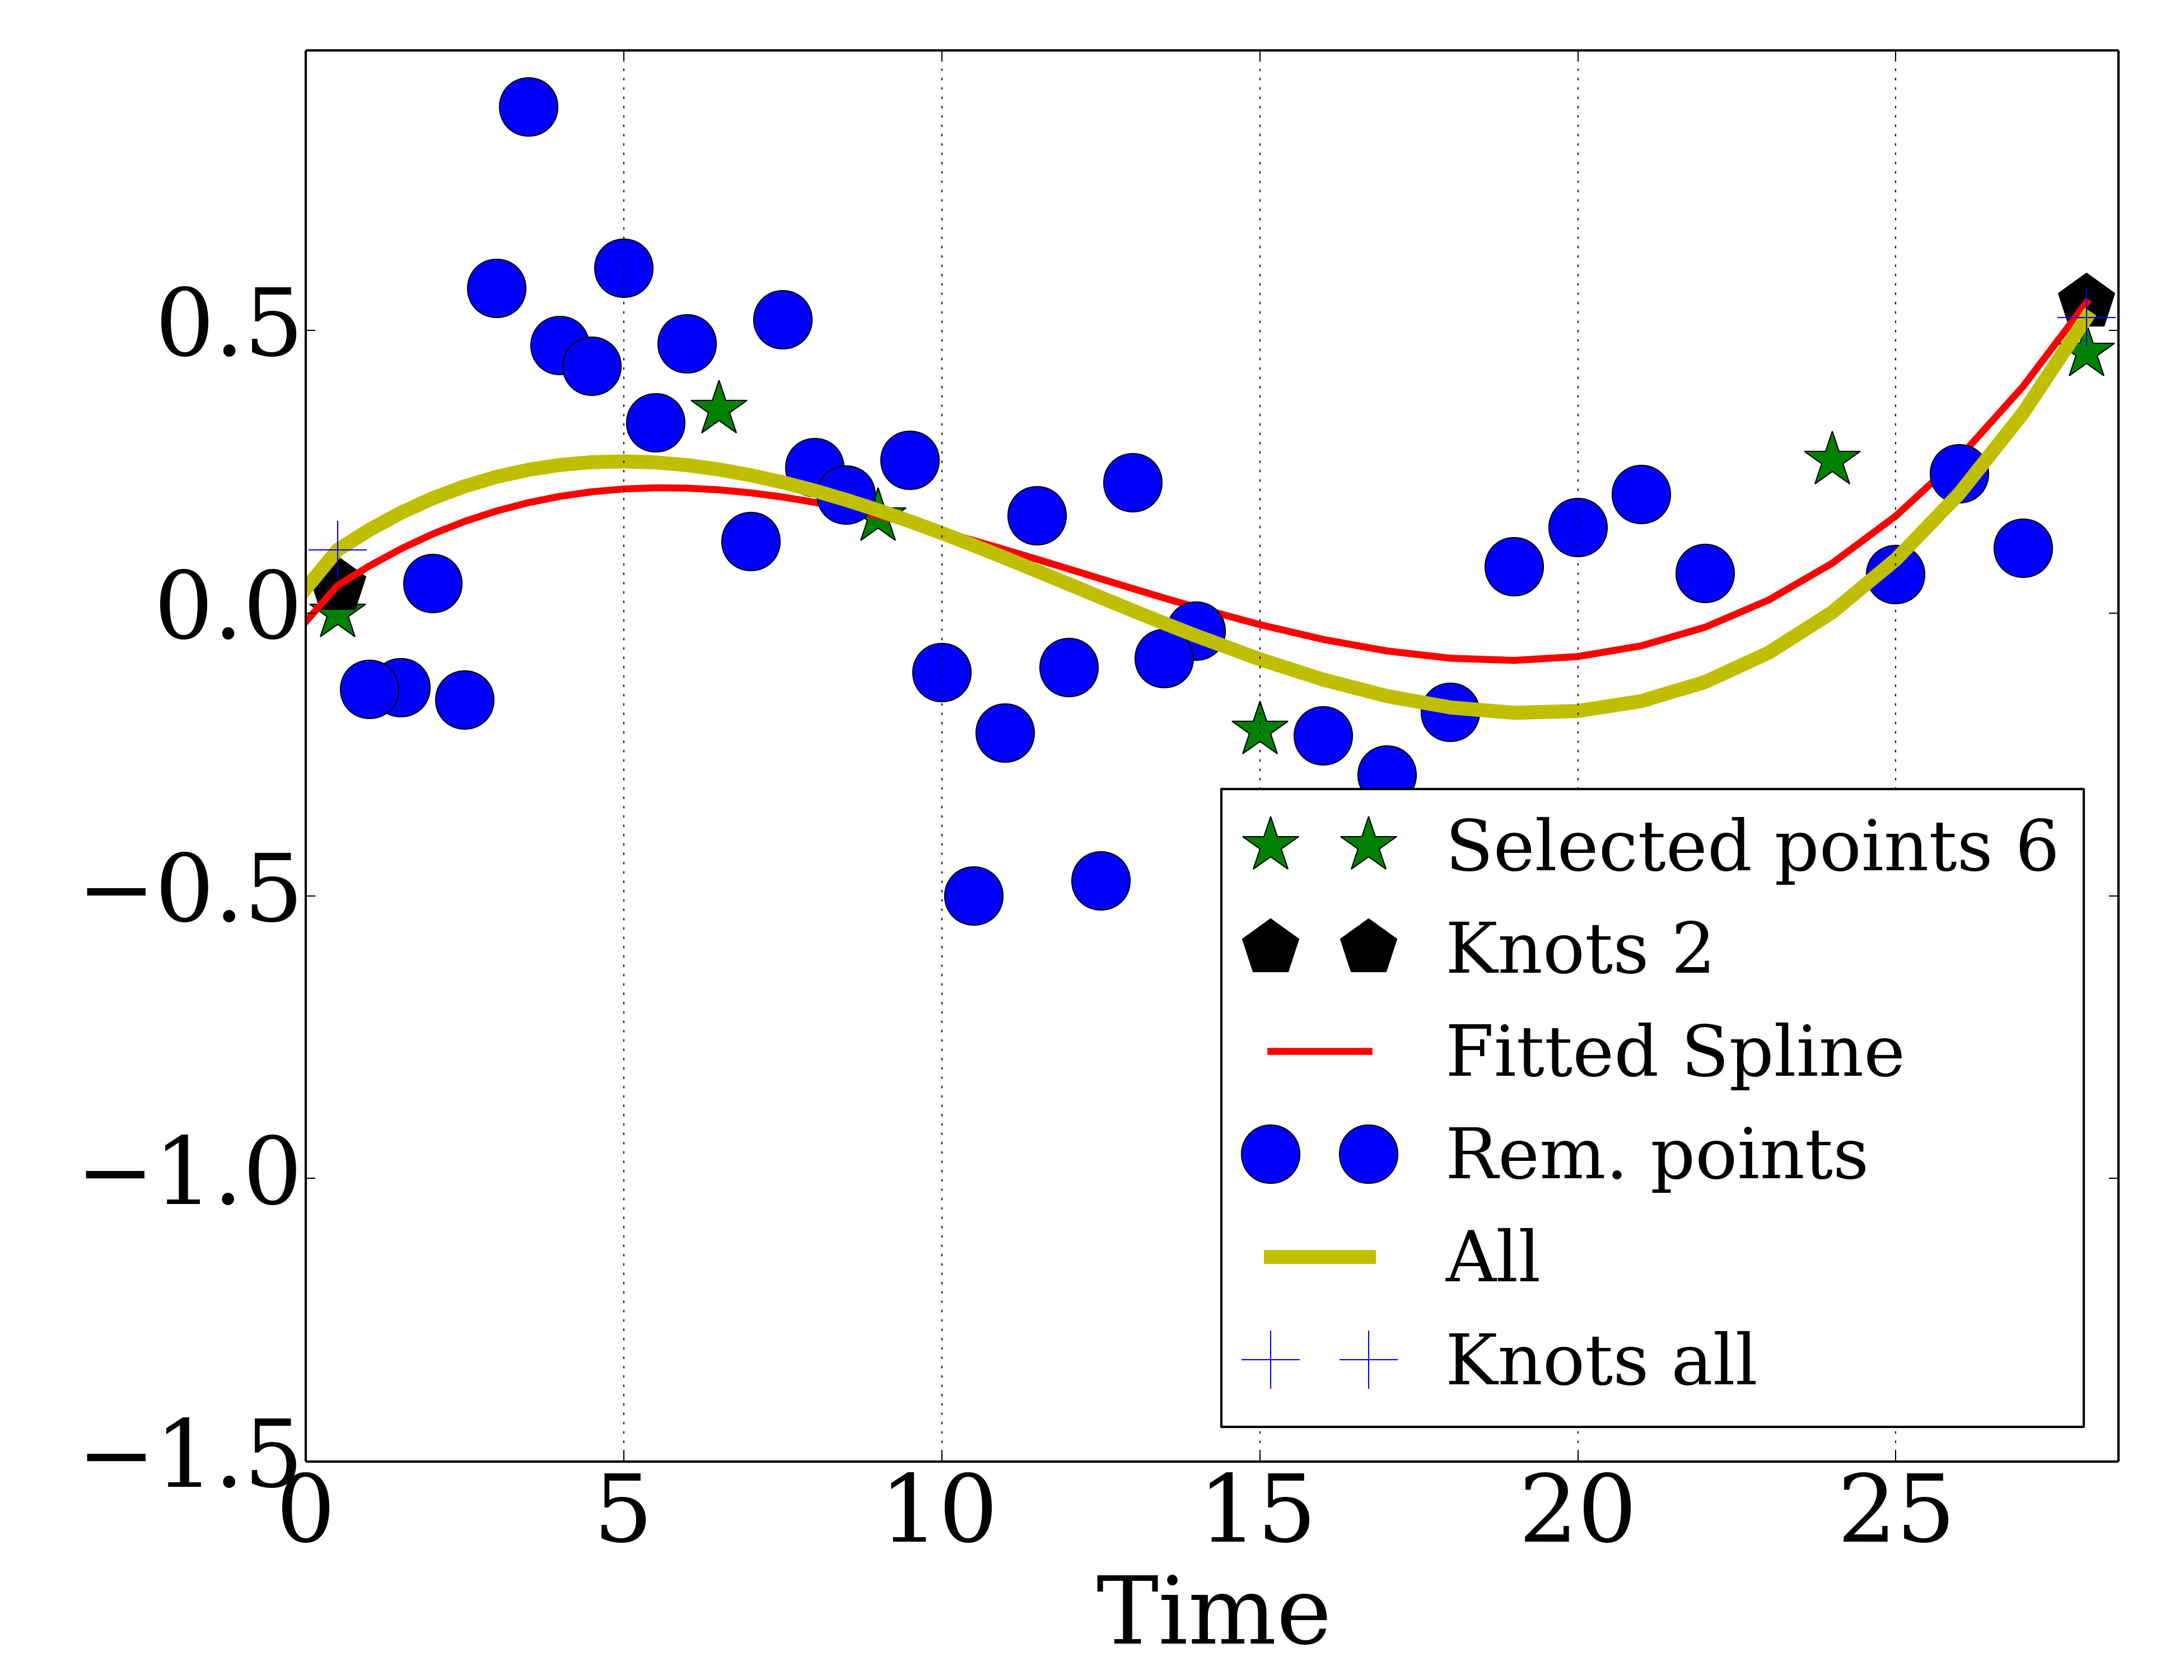 0.5
0.0
−0.5
−1.0
−1.5
0 5 10 15 20 25
Time
Selected points 6
Knots 2
Fitted Spline
Rem. points
All
Knots all